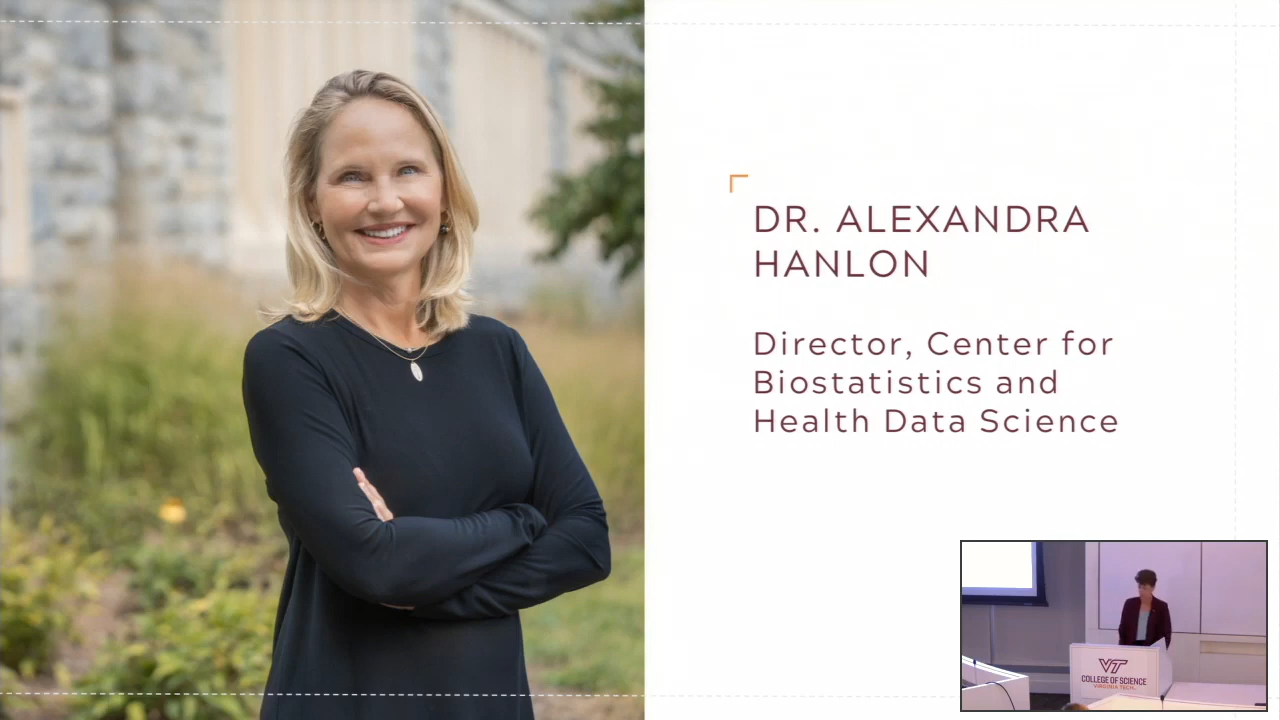 DR. ALEXANDRA
HANLON
Director, Center for
Biostatistics and
Health Data Science
VT
COLLEGE OF SCIENCE
VIRGINIA TECH.